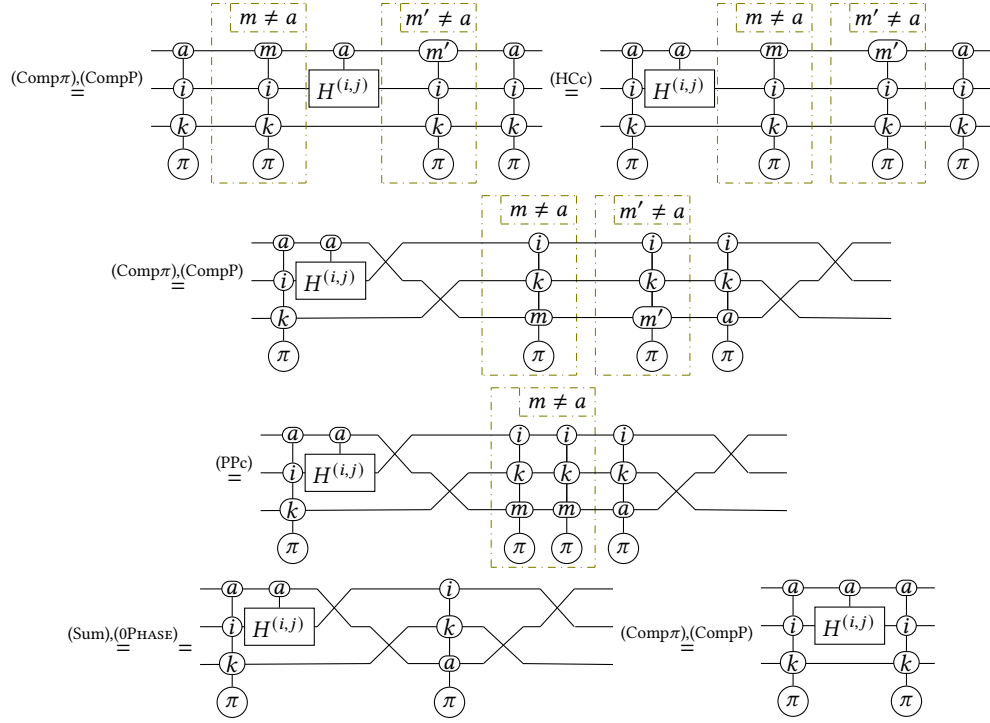 m ≠ a m′ ≠ a m ≠ a m′ ≠ a
a m a m′ a a a m m′ a
(Compπ),(CompP) = i i H^(i,j) i i (HCc) = i H^(i,j) i i i
k k k k k k k k
π π π π π π π π
m ≠ a m′ ≠ a
a a i i i
(Compπ),(CompP) = i H^(i,j) k k k
k m m′ a
π π π π
m ≠ a
a a i i i
(PPc) = i H^(i,j) k k k
k m m a
π π π π
a a i a a a
(Sum),(0PHASE) = = i H^(i,j) k (Compπ),(CompP) = i H^(i,j) i
k a k k
π π π π